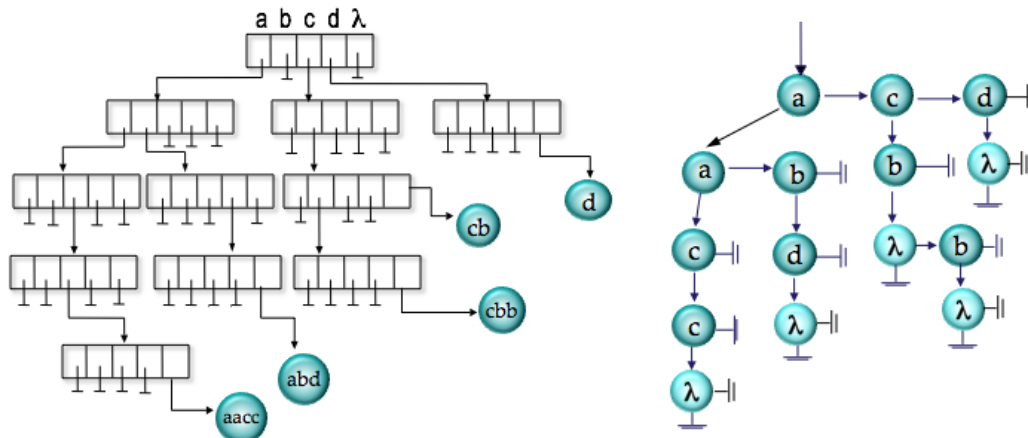 a b c d λ
d
cb
cbb
abd
aacc
a c d
a b b λ
c d λ b
c λ λ
λ